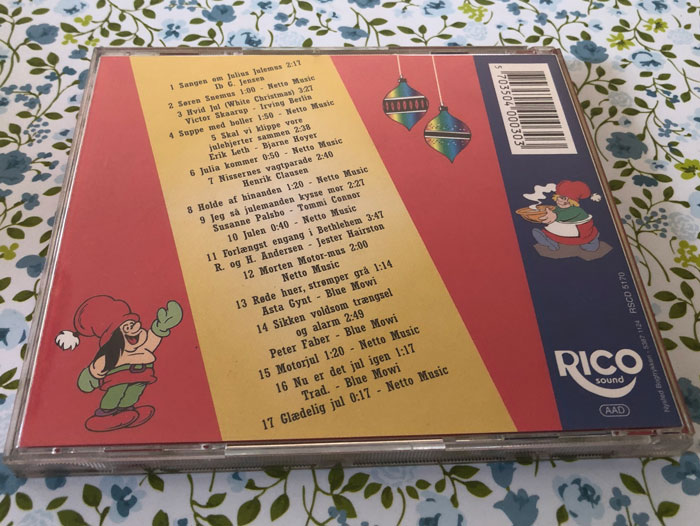 1 Sangen om Julius Julemus 2:17
Ib G. Jensen
2 Søren Snemus 1:00 - Netto Music
3 Hvid Jul (White Christmas) 3:27
Victor Skaarup - Irving Berlin
4 Suppe med boller 1:50 - Netto Music
5 Skal vi klippe vore
julehjerter sammen 2:38
Erik Leth - Bjarne Hoyer
6 Julia kommer 0:50 - Netto Music
7 Nissernes vagtparade 2:40
Henrik Clausen
8 Holde af hinanden 1:20 - Netto Music
9 Jeg så julemanden kysse mor 2:27
Susanne Palsbo - Tommi Connor
10 Julen 0:40 - Netto Music
11 Forlængst engang i Bethlehem 3:47
R. og H. Andersen - Jester Hairston
12 Morten Motor-mus 2:00
Netto Music
13 Røde huer, strømper grå 1:14
Asta Gynt - Blue Mowi
14 Sikken voldsom trængsel
og alarm 2:49
Peter Faber - Blue Mowi
15 Motorjul 1:20 - Netto Music
16 Nu er det jul igen 1:17
Trad. - Blue Mowi
17 Glædelig jul 0:17 - Netto Music
5 703504 000303
RICO
sound
AAD
RSCD 5170
Nysted Bogtrykkeri · 5387 1124